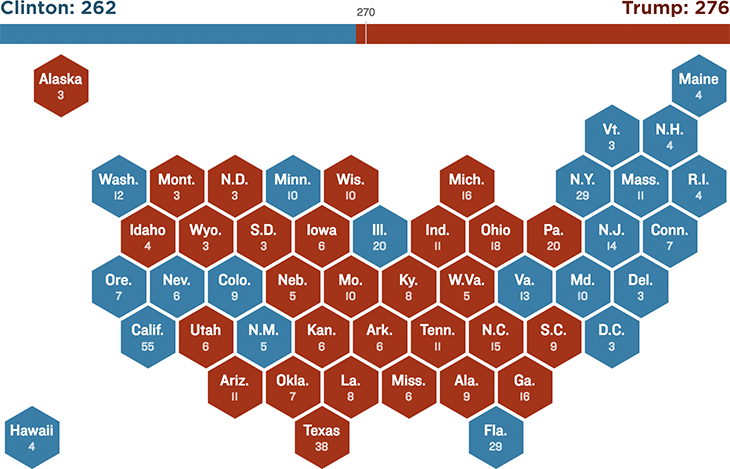 Clinton: 262
270
Trump: 276
Alaska
3
Maine
4
Vt.
3
N.H.
4
Wash.
12
Mont.
3
N.D.
3
Minn.
10
Wis.
10
Mich.
16
N.Y.
29
Mass.
11
R.I.
4
Idaho
4
Wyo.
3
S.D.
3
Iowa
6
Ill.
20
Ind.
11
Ohio
18
Pa.
20
N.J.
14
Conn.
7
Ore.
7
Nev.
6
Colo.
9
Neb.
5
Mo.
10
Ky.
8
W.Va.
5
Va.
13
Md.
10
Del.
3
Calif.
55
Utah
6
N.M.
5
Kan.
6
Ark.
6
Tenn.
11
N.C.
15
S.C.
9
D.C.
3
Ariz.
11
Okla.
7
La.
8
Miss.
6
Ala.
9
Ga.
16
Hawaii
4
Texas
38
Fla.
29